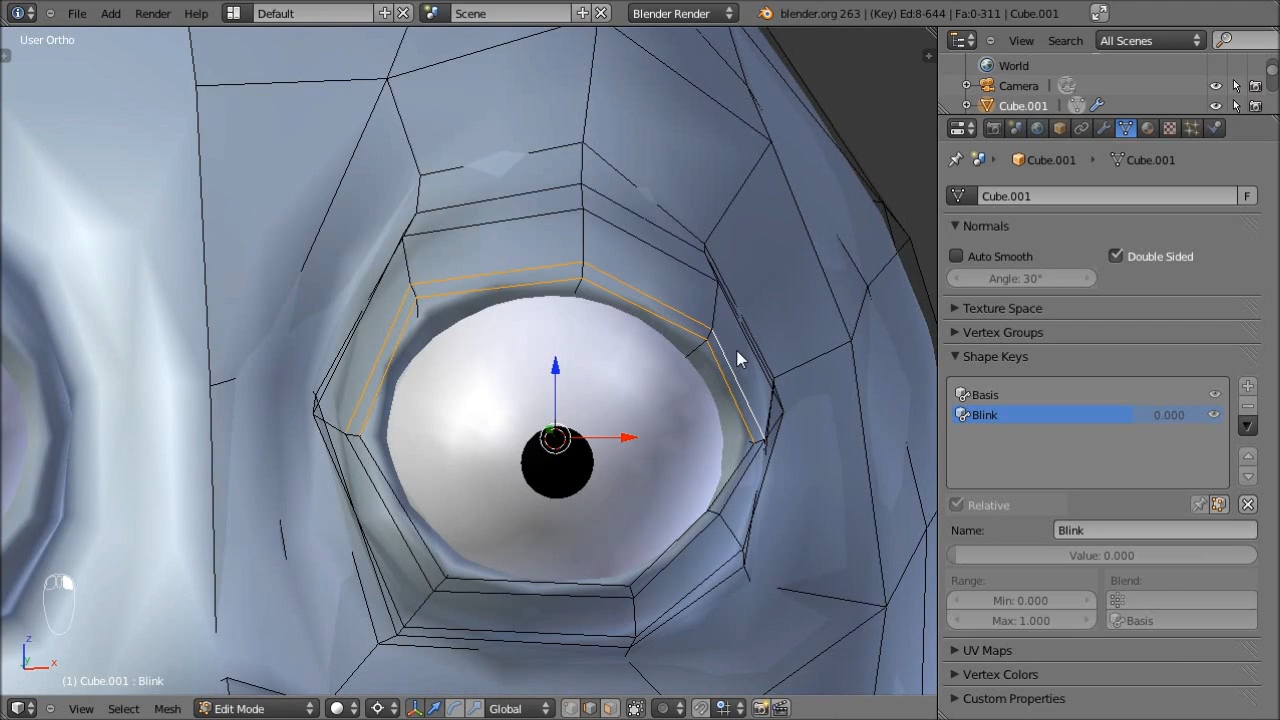 File Add Render Help Default Scene Blender Render blender.org 263 | (Key) Ed:8-644 | Fa:0-311 | Cube.001
User Ortho
View Search All Scenes
World
Camera
Cube.001
Cube.001 Cube.001
Cube.001 F
Normals
Auto Smooth Double Sided
Angle: 30°
Texture Space
Vertex Groups
Shape Keys
Basis
Blink 0.000
Relative
Name: Blink
Value: 0.000
Range: Blend:
Min: 0.000
Max: 1.000 Basis
UV Maps
Vertex Colors
Custom Properties
z
y x
(1) Cube.001 : Blink
View Select Mesh Edit Mode Global